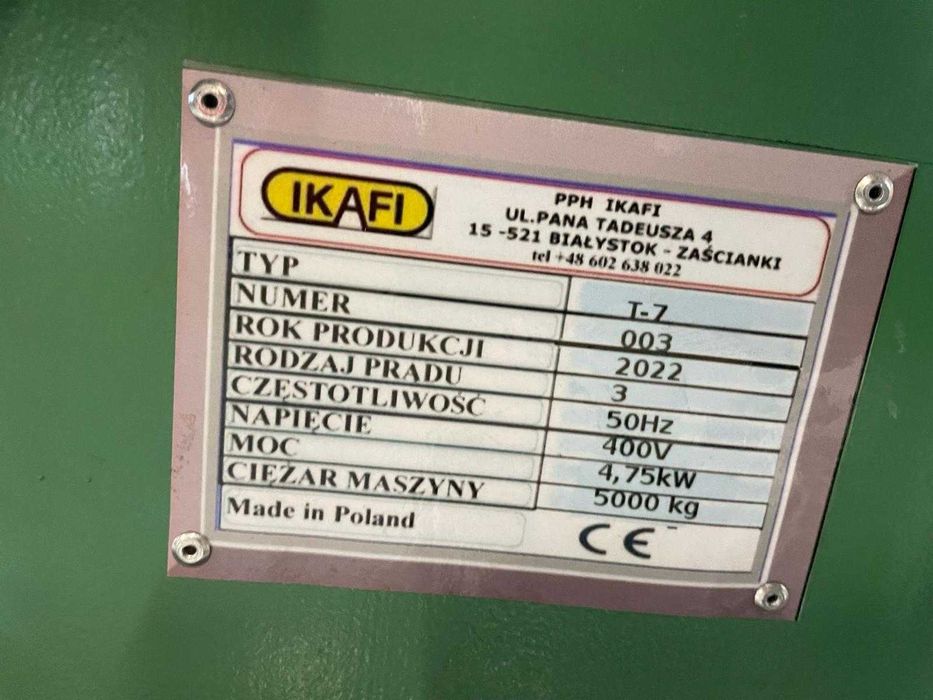 IKAFI
PPH IKAFI
UL.PANA TADEUSZA 4
15 -521 BIAŁYSTOK - ZAŚCIANKI
tel +48 602 638 022
TYP T-7
NUMER 003
ROK PRODUKCJI 2022
RODZAJ PRĄDU 3
CZĘSTOTLIWOŚĆ 50Hz
NAPIĘCIE 400V
MOC 4,75kW
CIĘŻAR MASZYNY 5000 kg
Made in Poland CE